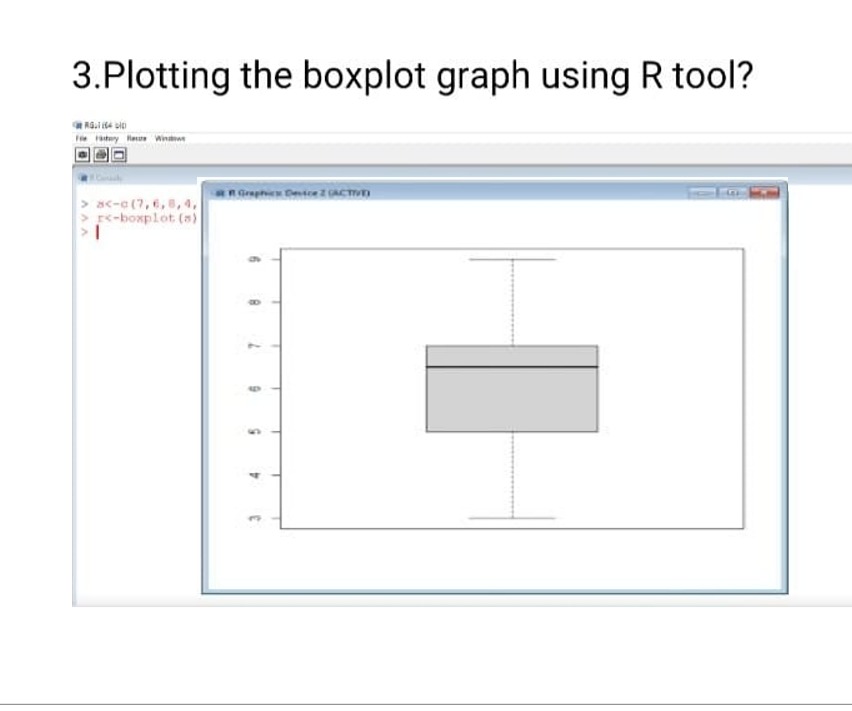 3.Plotting the boxplot graph using R tool?
RGui (64-bit)
File History Resize Windows
R Console
R Graphics: Device 2 (ACTIVE)
> s<-c(7,6,8,4,
> r<-boxplot(s)
>
9
8
7
6
5
4
3